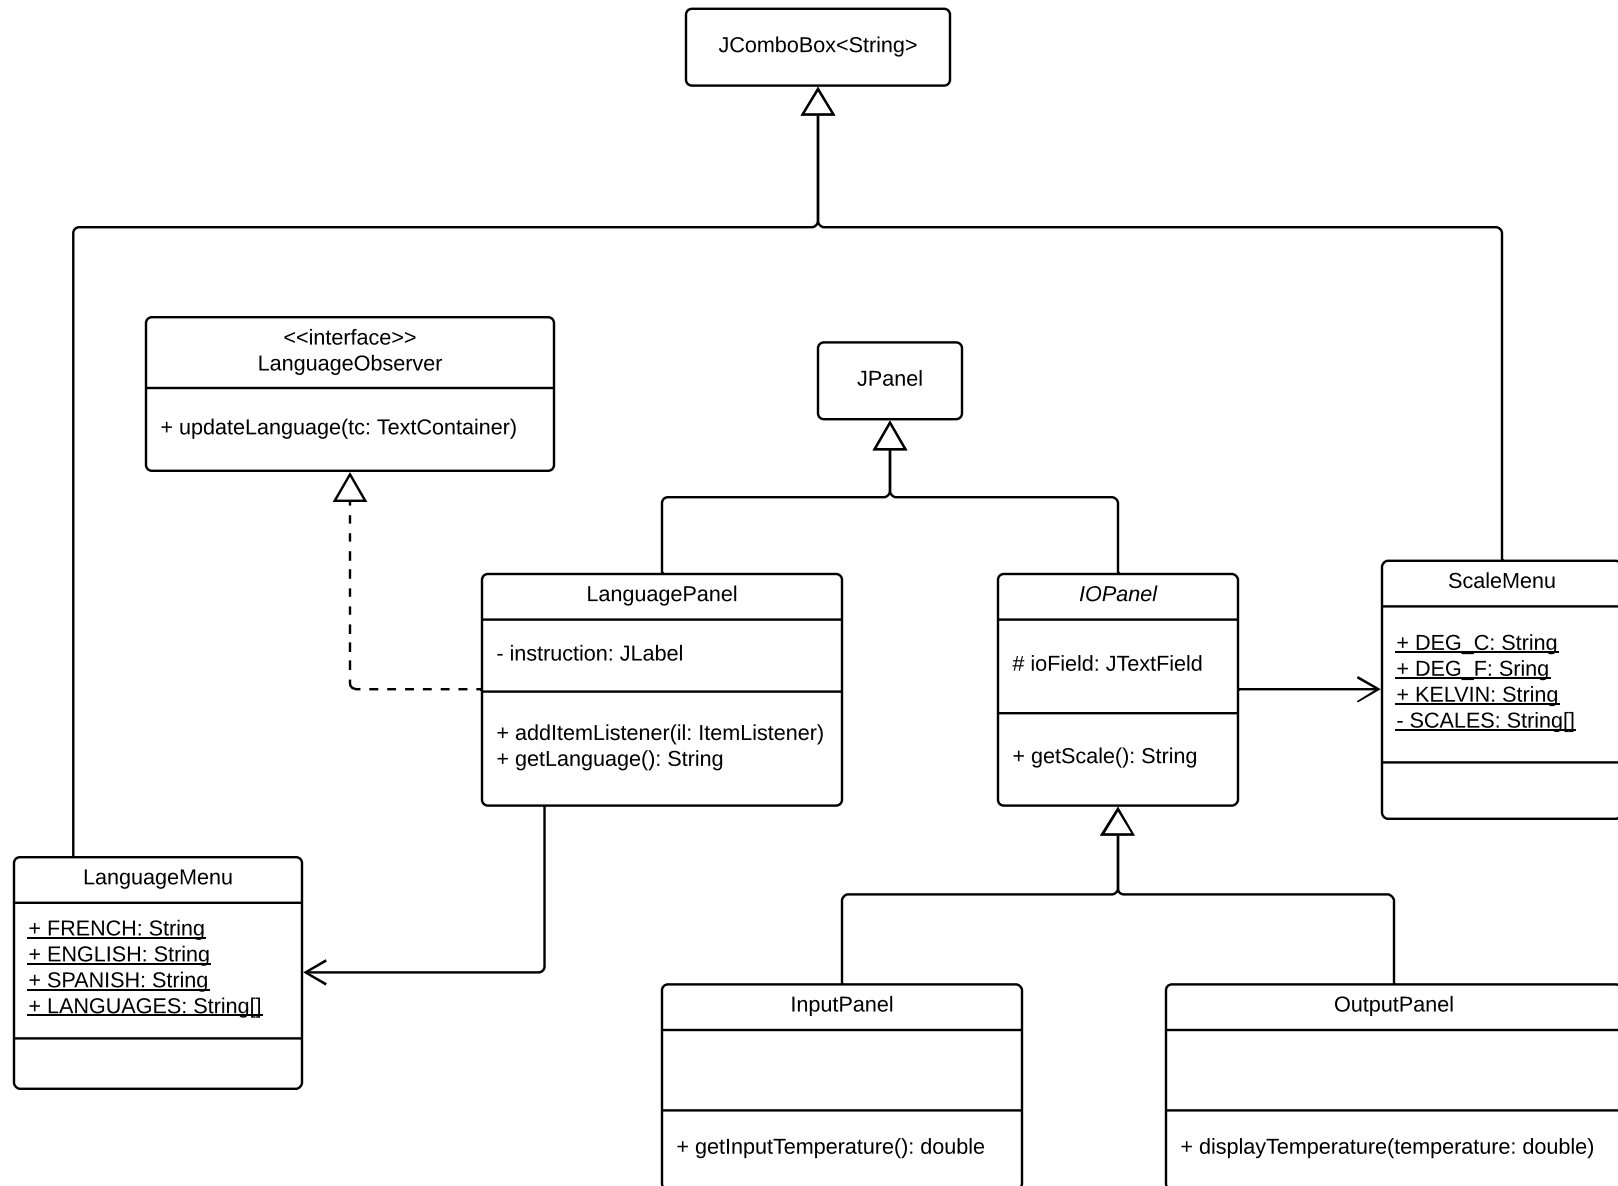 JComboBox<String>
<<interface>>
LanguageObserver
+ updateLanguage(tc: TextContainer)
JPanel
LanguagePanel
- instruction: JLabel
+ addItemListener(il: ItemListener)
+ getLanguage(): String
IOPanel
# ioField: JTextField
+ getScale(): String
ScaleMenu
+ DEG_C: String
+ DEG_F: Sring
+ KELVIN: String
- SCALES: String[]
LanguageMenu
+ FRENCH: String
+ ENGLISH: String
+ SPANISH: String
+ LANGUAGES: String[]
InputPanel
+ getInputTemperature(): double
OutputPanel
+ displayTemperature(temperature: double)